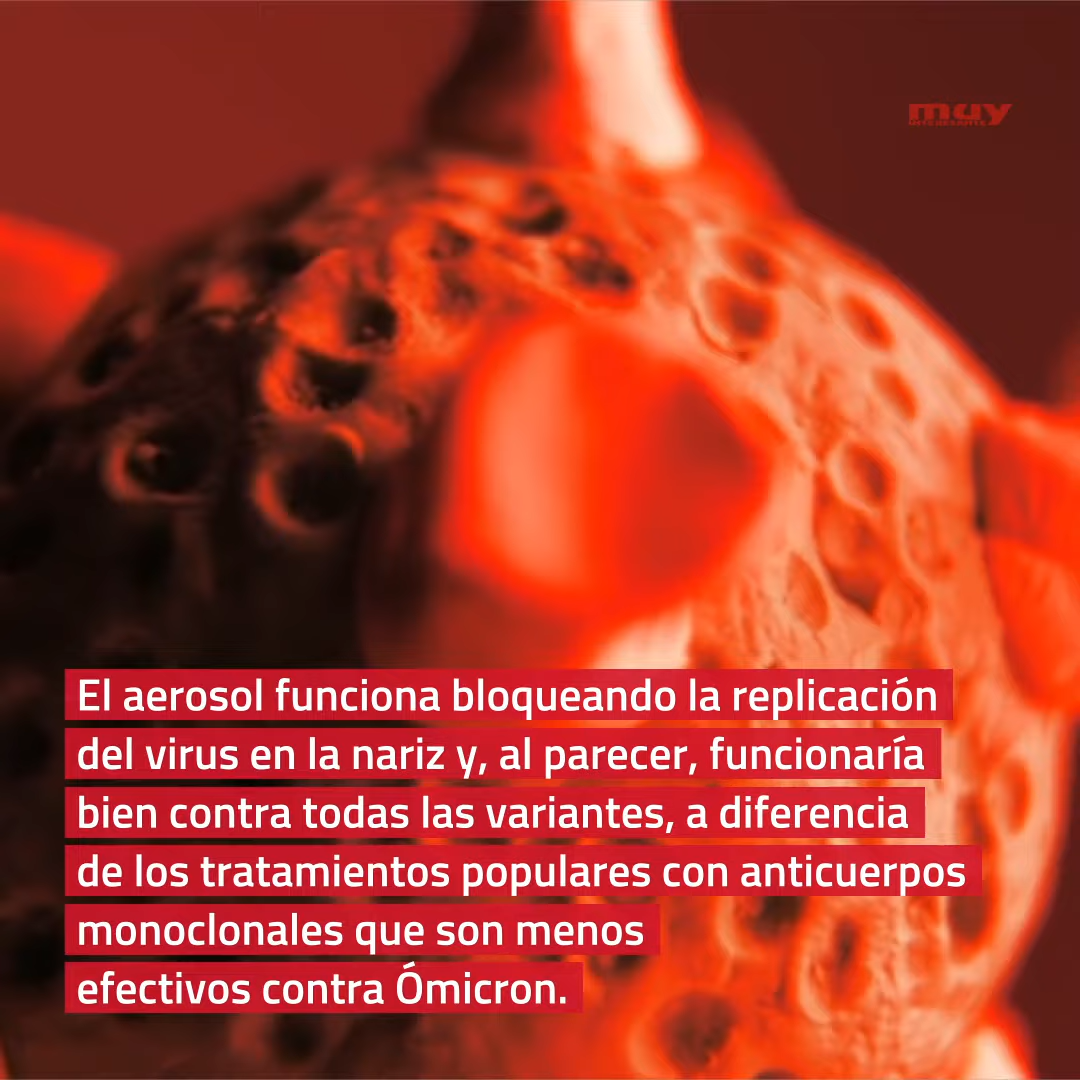 muy
El aerosol funciona bloqueando la replicación
del virus en la nariz y, al parecer, funcionaría
bien contra todas las variantes, a diferencia
de los tratamientos populares con anticuerpos
monoclonales que son menos
efectivos contra Ómicron.